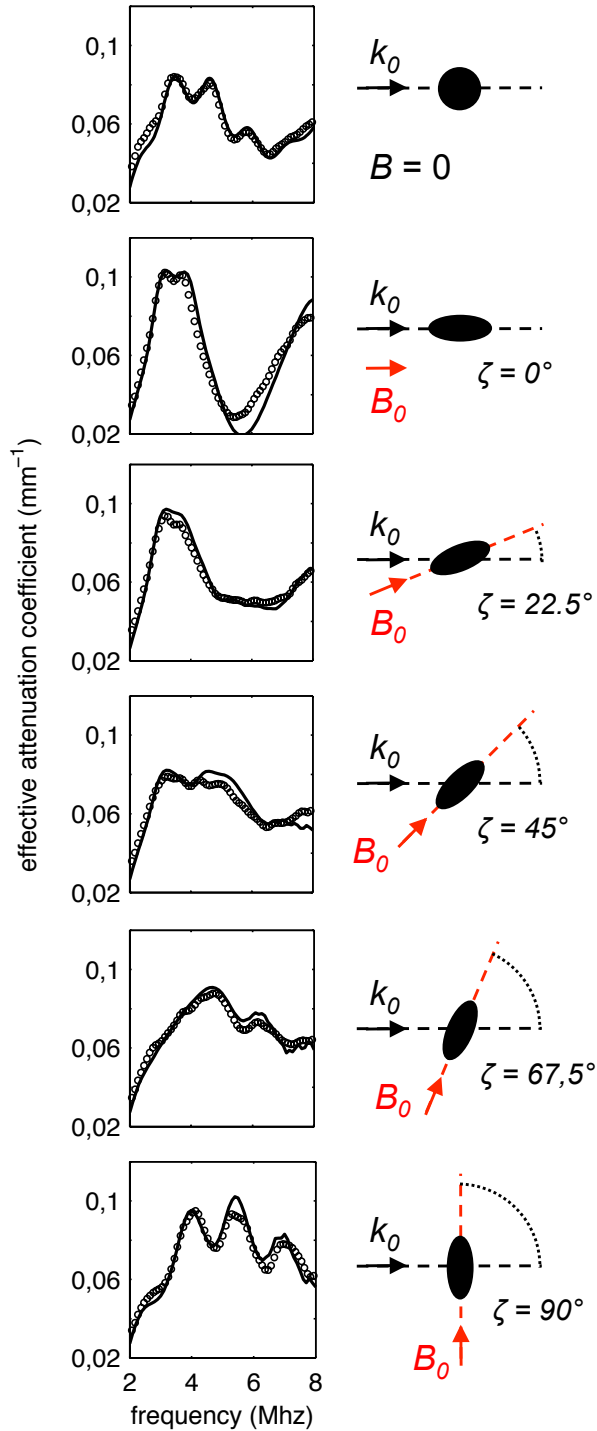 effective attenuation coefficient (mm⁻¹)
0,1
0,06
0,02
k₀
B = 0
0,1
0,06
0,02
k₀
B₀
ζ = 0°
0,1
0,06
0,02
k₀
B₀
ζ = 22.5°
0,1
0,06
0,02
k₀
B₀
ζ = 45°
0,1
0,06
0,02
k₀
B₀
ζ = 67,5°
0,1
0,06
0,02
k₀
B₀
ζ = 90°
2 4 6 8
frequency (Mhz)